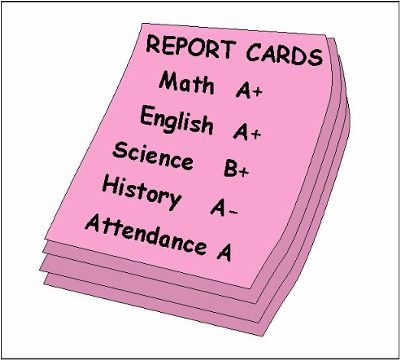 REPORT CARDS
Math A+
English A+
Science B+
History A-
Attendance A